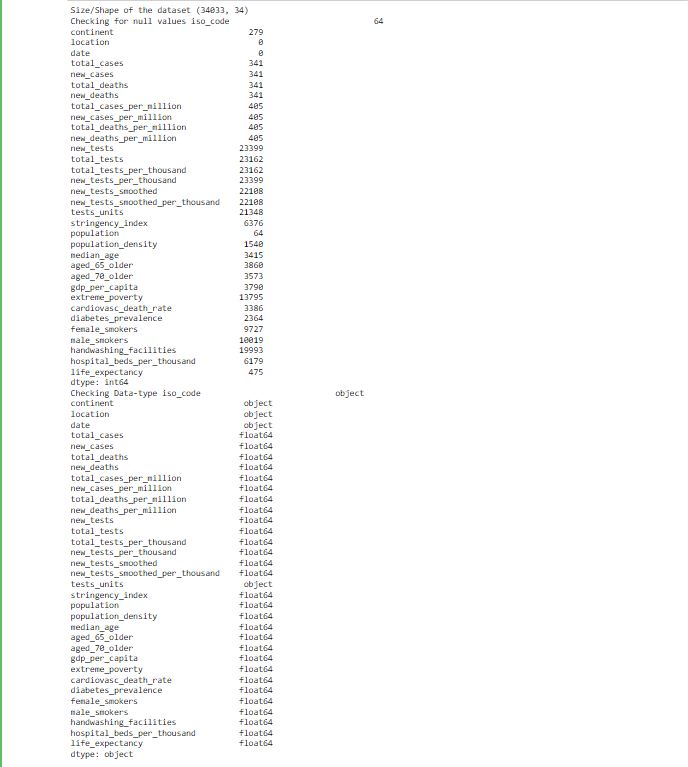 Size/Shape of the dataset (34033, 34)
Checking for null values iso_code 64
continent 279
location 0
date 0
total_cases 341
new_cases 341
total_deaths 341
new_deaths 341
total_cases_per_million 405
new_cases_per_million 405
total_deaths_per_million 405
new_deaths_per_million 405
new_tests 23399
total_tests 23162
total_tests_per_thousand 23162
new_tests_per_thousand 23399
new_tests_smoothed 22108
new_tests_smoothed_per_thousand 22108
tests_units 21348
stringency_index 6376
population 64
population_density 1540
median_age 3415
aged_65_older 3860
aged_70_older 3573
gdp_per_capita 3790
extreme_poverty 13795
cardiovasc_death_rate 3386
diabetes_prevalence 2364
female_smokers 9727
male_smokers 10019
handwashing_facilities 19993
hospital_beds_per_thousand 6179
life_expectancy 475
dtype: int64
Checking Data-type iso_code object
continent object
location object
date object
total_cases float64
new_cases float64
total_deaths float64
new_deaths float64
total_cases_per_million float64
new_cases_per_million float64
total_deaths_per_million float64
new_deaths_per_million float64
new_tests float64
total_tests float64
total_tests_per_thousand float64
new_tests_per_thousand float64
new_tests_smoothed float64
new_tests_smoothed_per_thousand float64
tests_units object
stringency_index float64
population float64
population_density float64
median_age float64
aged_65_older float64
aged_70_older float64
gdp_per_capita float64
extreme_poverty float64
cardiovasc_death_rate float64
diabetes_prevalence float64
female_smokers float64
male_smokers float64
handwashing_facilities float64
hospital_beds_per_thousand float64
life_expectancy float64
dtype: object